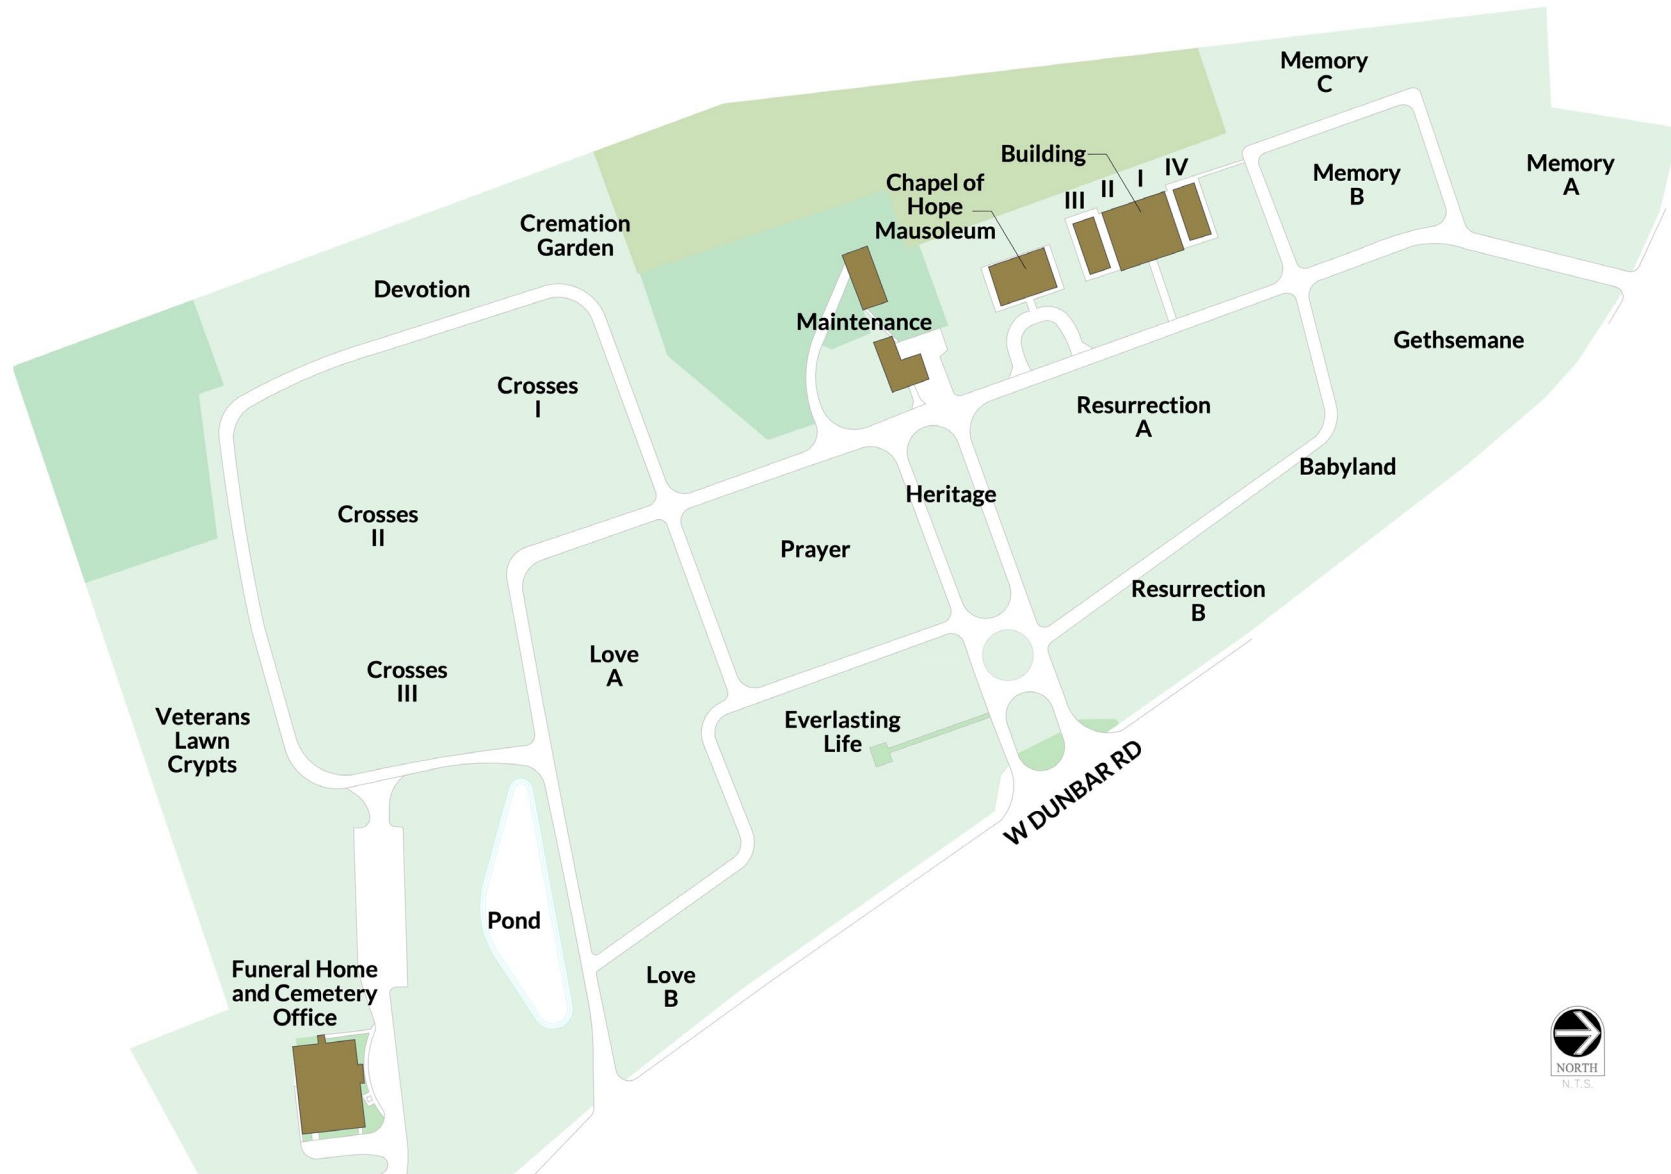 Memory
C
Building
IV
I
II
III
Memory
B
Memory
A
Chapel of
Hope
Mausoleum
Cremation
Garden
Devotion
Maintenance
Gethsemane
Crosses
I
Resurrection
A
Babyland
Heritage
Crosses
II
Prayer
Resurrection
B
Love
A
Crosses
III
Veterans
Lawn
Crypts
Everlasting
Life
W DUNBAR RD
Pond
Funeral Home
and Cemetery
Office
Love
B
NORTH
N.T.S.